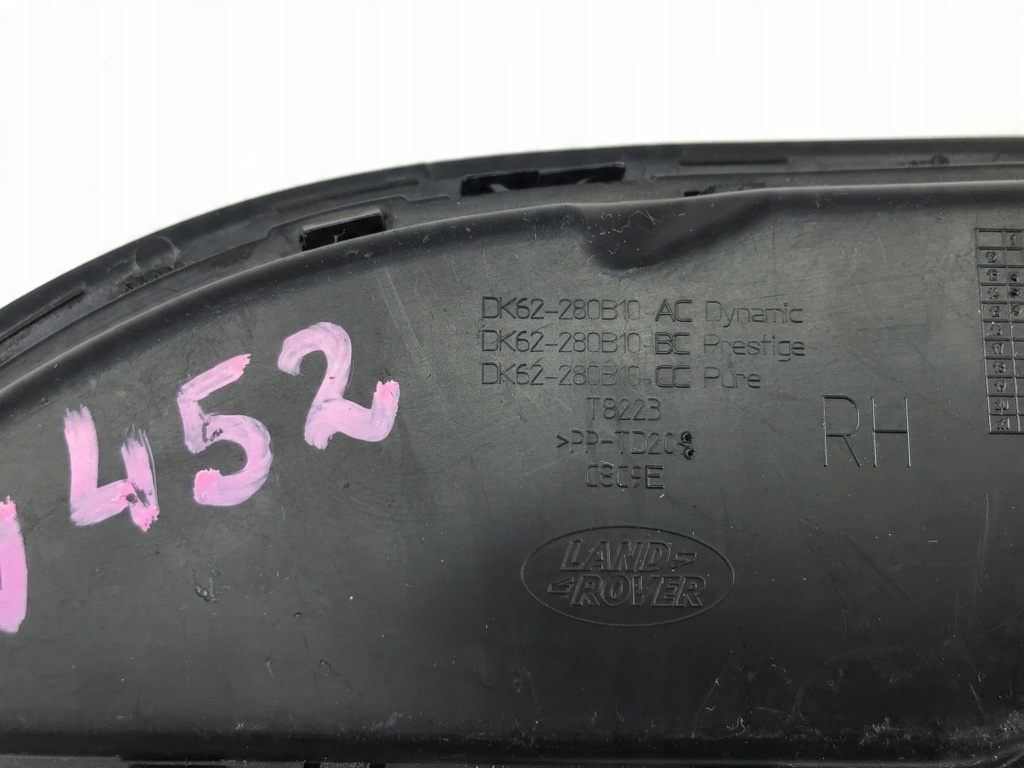 DK62-280B10-AC Dynamic
DK62-280B10-BC Prestige
DK62-280B10-CC Pure
T8223
>PP-TD20<
0809E
RH
LAND
ROVER
452